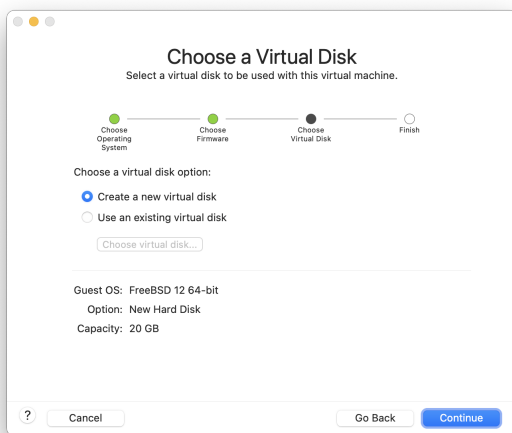 Choose a Virtual Disk
Select a virtual disk to be used with this virtual machine.
Choose
Operating
System
Choose
Firmware
Choose
Virtual Disk
Finish
Choose a virtual disk option:
Create a new virtual disk
Use an existing virtual disk
Choose virtual disk...
Guest OS: FreeBSD 12 64-bit
Option: New Hard Disk
Capacity: 20 GB
? Cancel Go Back Continue